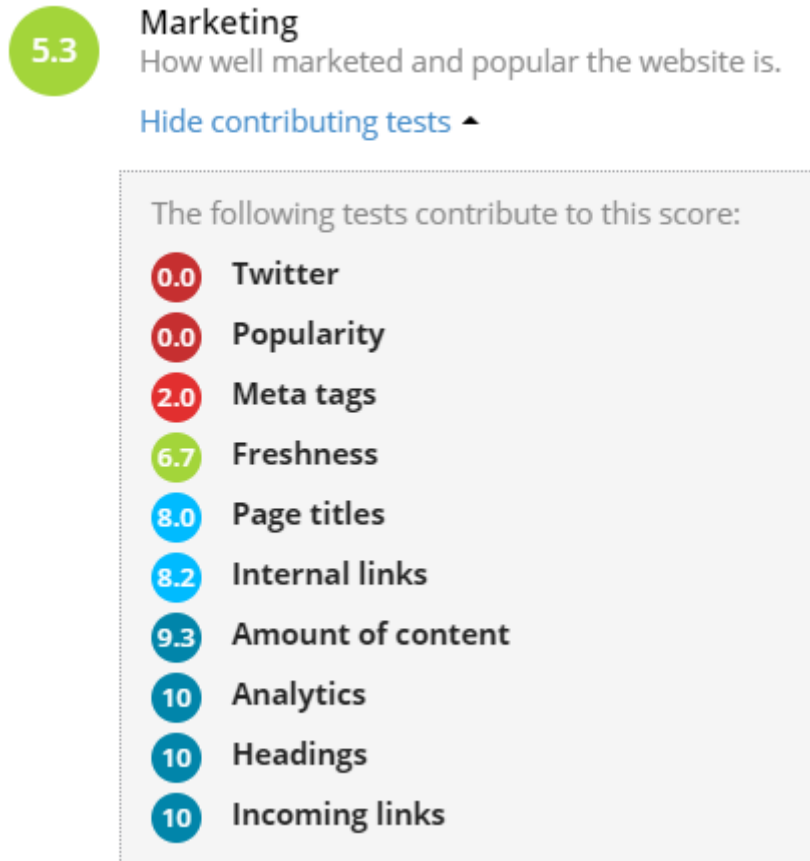 5.3 Marketing
How well marketed and popular the website is.
Hide contributing tests
The following tests contribute to this score:
0.0 Twitter
0.0 Popularity
2.0 Meta tags
6.7 Freshness
8.0 Page titles
8.2 Internal links
9.3 Amount of content
10 Analytics
10 Headings
10 Incoming links